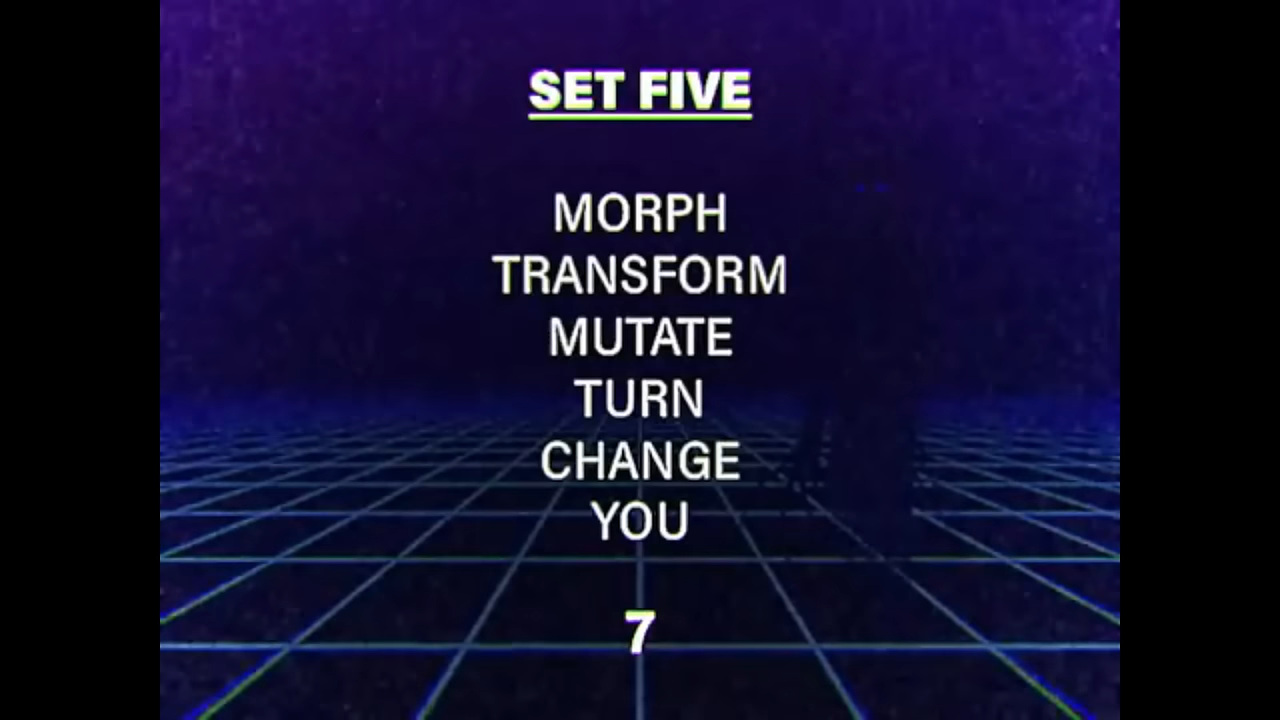 SET FIVE
MORPH
TRANSFORM
MUTATE
TURN
CHANGE
YOU
7